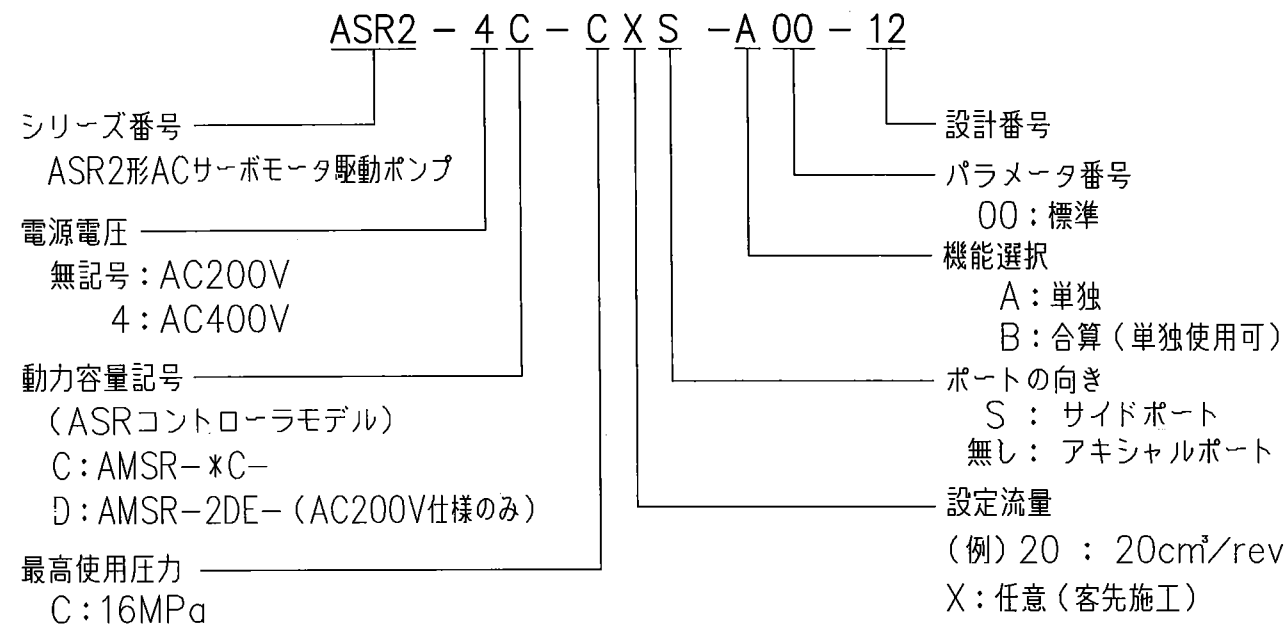 ASR2 - 4 C - C X S - A 00 - 12
シリーズ番号
ASR2形ACサーボモータ駆動ポンプ
電源電圧
無記号：AC200V
4：AC400V
動力容量記号
（ASRコントローラモデル）
C：AMSR-*C-
D：AMSR-2DE-（AC200V仕様のみ）
最高使用圧力
C：16MPa
設計番号
パラメータ番号
00：標準
機能選択
A：単独
B：合算（単独使用可）
ポートの向き
S ： サイドポート
無し： アキシャルポート
設定流量
（例）20 ： 20cm³/rev
X：任意（客先施工）